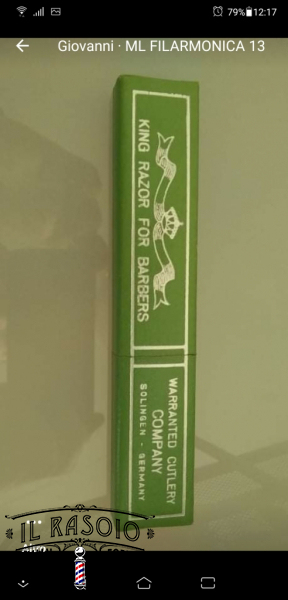 79% 12:17
Giovanni · ML FILARMONICA 13
KING RAZOR FOR BARBERS
WARRANTED CUTLERY
COMPANY
SOLINGEN - GERMANY
IL RASOIO